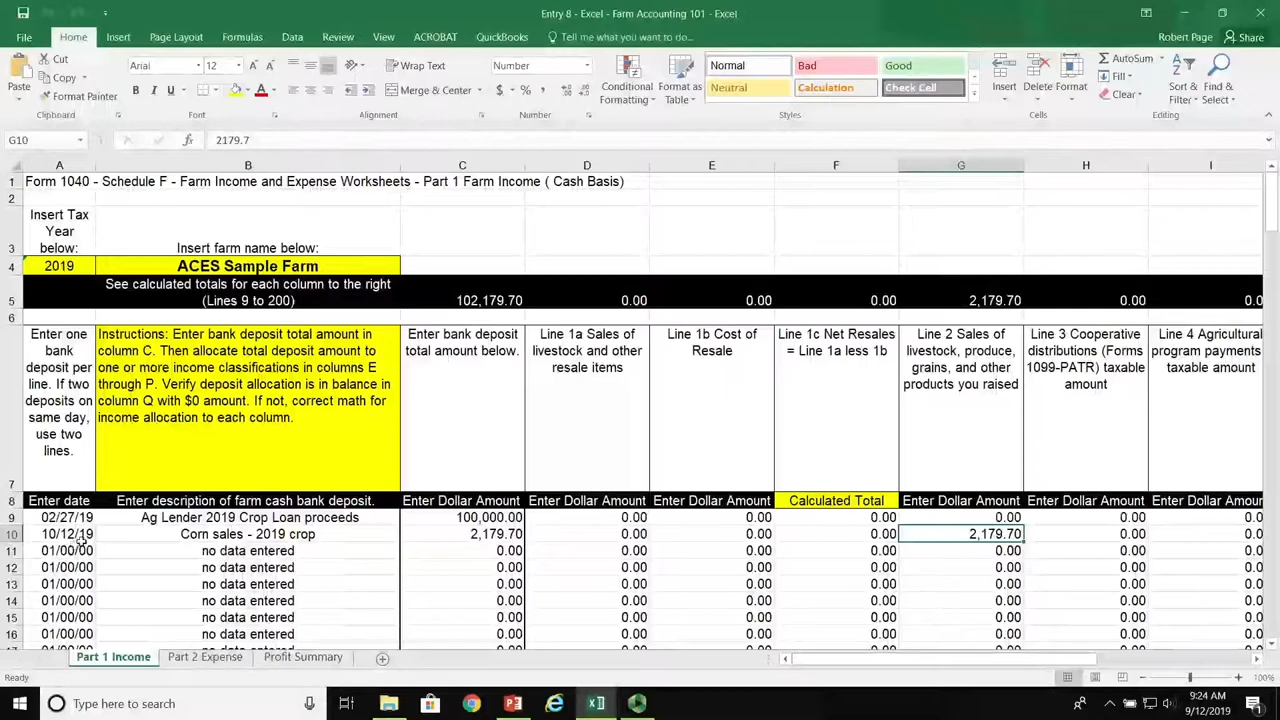 Entry 8 - Excel - Farm Accounting 101 - Excel
File Home Insert Page Layout Formulas Data Review View ACROBAT QuickBooks Tell me what you want to do... Robert Page Share
Paste
Cut
Copy
Format Painter
Clipboard
Arial 12
B I U
Font
Wrap Text
Merge & Center
Alignment
Number
$ % ,
Number
Conditional Formatting
Format as Table
Normal Bad Good
Neutral Calculation Check Cell
Styles
Insert Delete Format
Cells
AutoSum
Fill
Clear
Sort & Filter
Find & Select
Editing
G10 fx 2179.7
A B C D E F G H I
1 Form 1040 - Schedule F - Farm Income and Expense Worksheets - Part 1 Farm Income ( Cash Basis)
2
Insert Tax
Year
3 below: Insert farm name below:
4 2019 ACES Sample Farm
See calculated totals for each column to the right
5 (Lines 9 to 200) 102,179.70 0.00 0.00 0.00 2,179.70 0.00 0.0
6
Enter one
bank
deposit per
line. If two
deposits on
same day,
use two
lines.
Instructions: Enter bank deposit total amount in
column C. Then allocate total deposit amount to
one or more income classifications in columns E
through P. Verify deposit allocation is in balance in
column Q with $0 amount. If not, correct math for
income allocation to each column.
Enter bank deposit
total amount below.
Line 1a Sales of
livestock and other
resale items
Line 1b Cost of
Resale
Line 1c Net Resales
= Line 1a less 1b
Line 2 Sales of
livestock, produce,
grains, and other
products you raised
Line 3 Cooperative
distributions (Forms
1099-PATR) taxable
amount
Line 4 Agricultural
program payments
taxable amount
7
8 Enter date Enter description of farm cash bank deposit. Enter Dollar Amount Enter Dollar Amount Enter Dollar Amount Calculated Total Enter Dollar Amount Enter Dollar Amount Enter Dollar Amount
9 02/27/19 Ag Lender 2019 Crop Loan proceeds 100,000.00 0.00 0.00 0.00 0.00 0.00 0.0
10 10/12/19 Corn sales - 2019 crop 2,179.70 0.00 0.00 0.00 2,179.70 0.00 0.0
11 01/00/00 no data entered 0.00 0.00 0.00 0.00 0.00 0.00 0.0
12 01/00/00 no data entered 0.00 0.00 0.00 0.00 0.00 0.00 0.0
13 01/00/00 no data entered 0.00 0.00 0.00 0.00 0.00 0.00 0.0
14 01/00/00 no data entered 0.00 0.00 0.00 0.00 0.00 0.00 0.0
15 01/00/00 no data entered 0.00 0.00 0.00 0.00 0.00 0.00 0.0
16 01/00/00 no data entered 0.00 0.00 0.00 0.00 0.00 0.00 0.0
Part 1 Income Part 2 Expense Profit Summary
Ready 100%
Type here to search
9:24 AM
9/12/2019